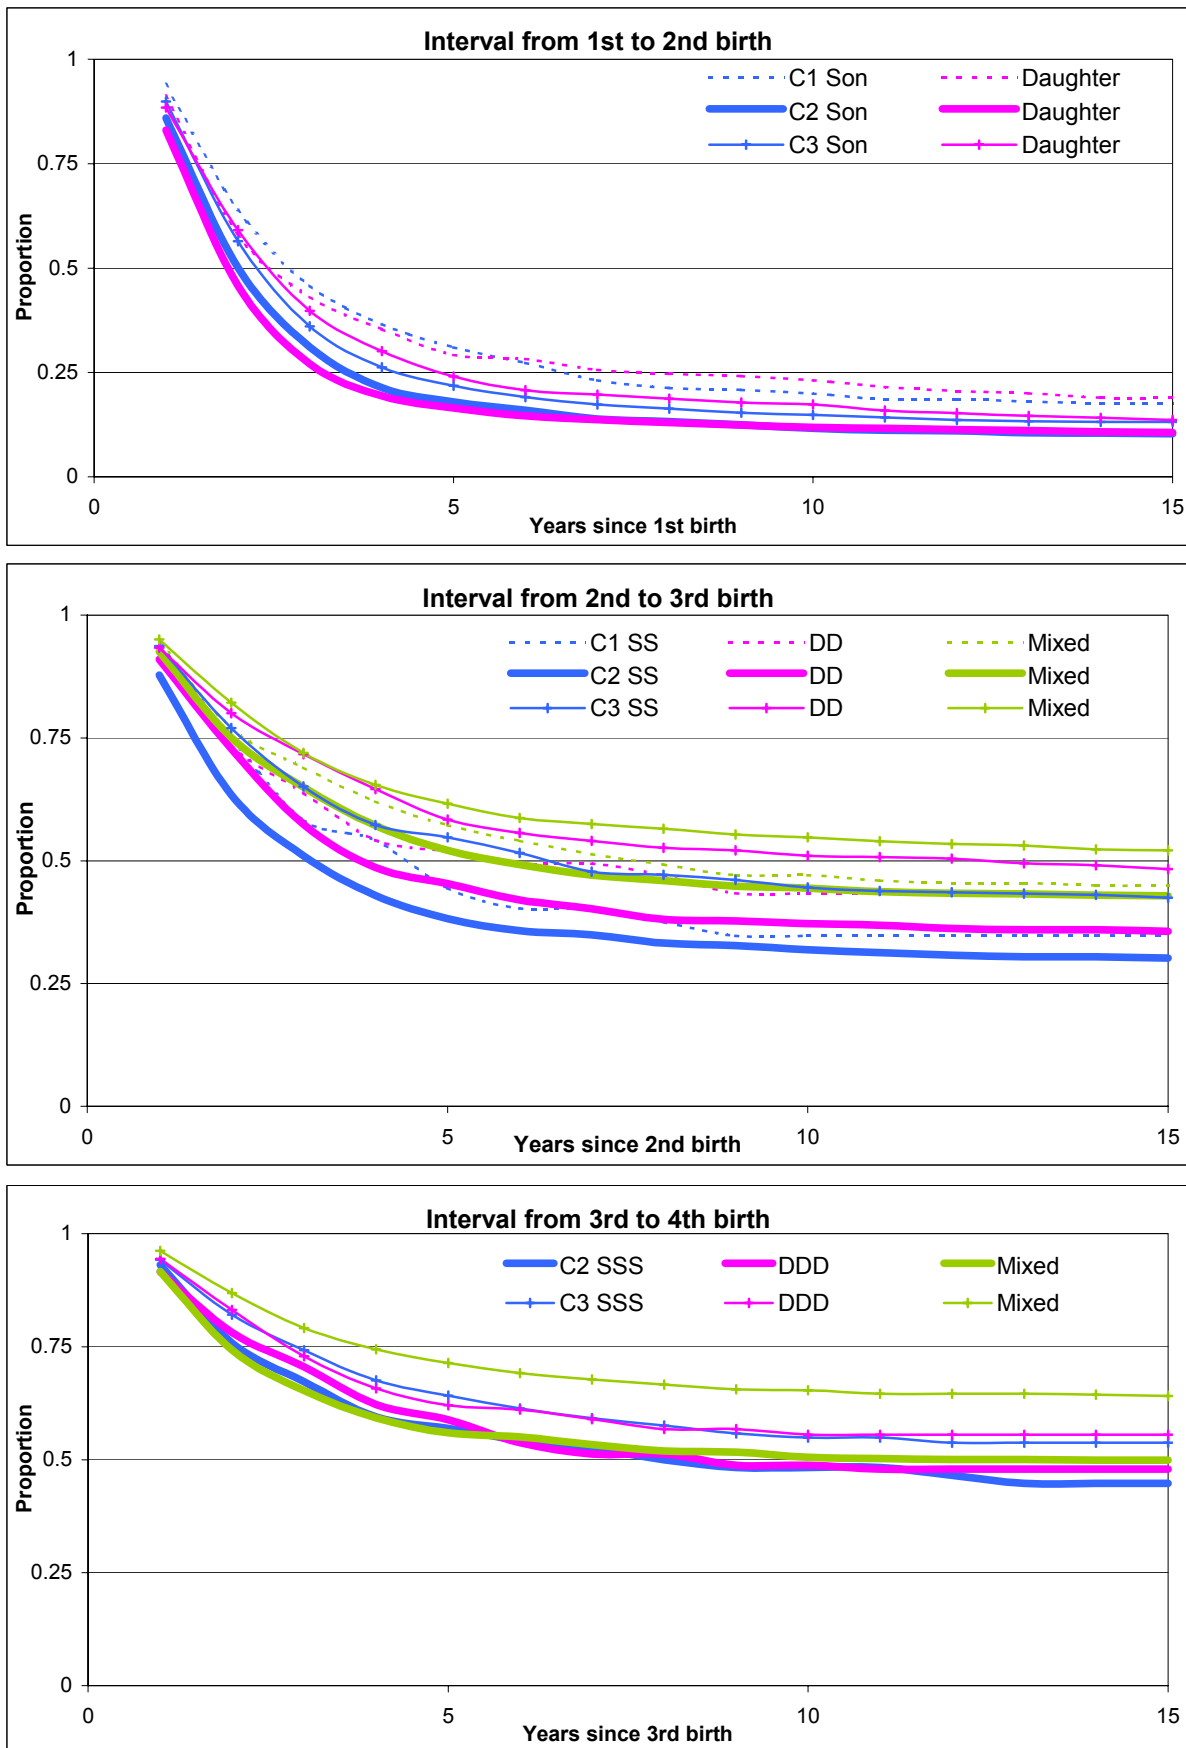 Interval from 1st to 2nd birth
1
C1 Son Daughter
C2 Son Daughter
C3 Son Daughter
0.75
Proportion
0.5
0.25
0
0 5 10 15
Years since 1st birth
Interval from 2nd to 3rd birth
1
C1 SS DD Mixed
C2 SS DD Mixed
C3 SS DD Mixed
0.75
Proportion
0.5
0.25
0
0 5 10 15
Years since 2nd birth
Interval from 3rd to 4th birth
1
C2 SSS DDD Mixed
C3 SSS DDD Mixed
0.75
Proportion
0.5
0.25
0
0 5 10 15
Years since 3rd birth